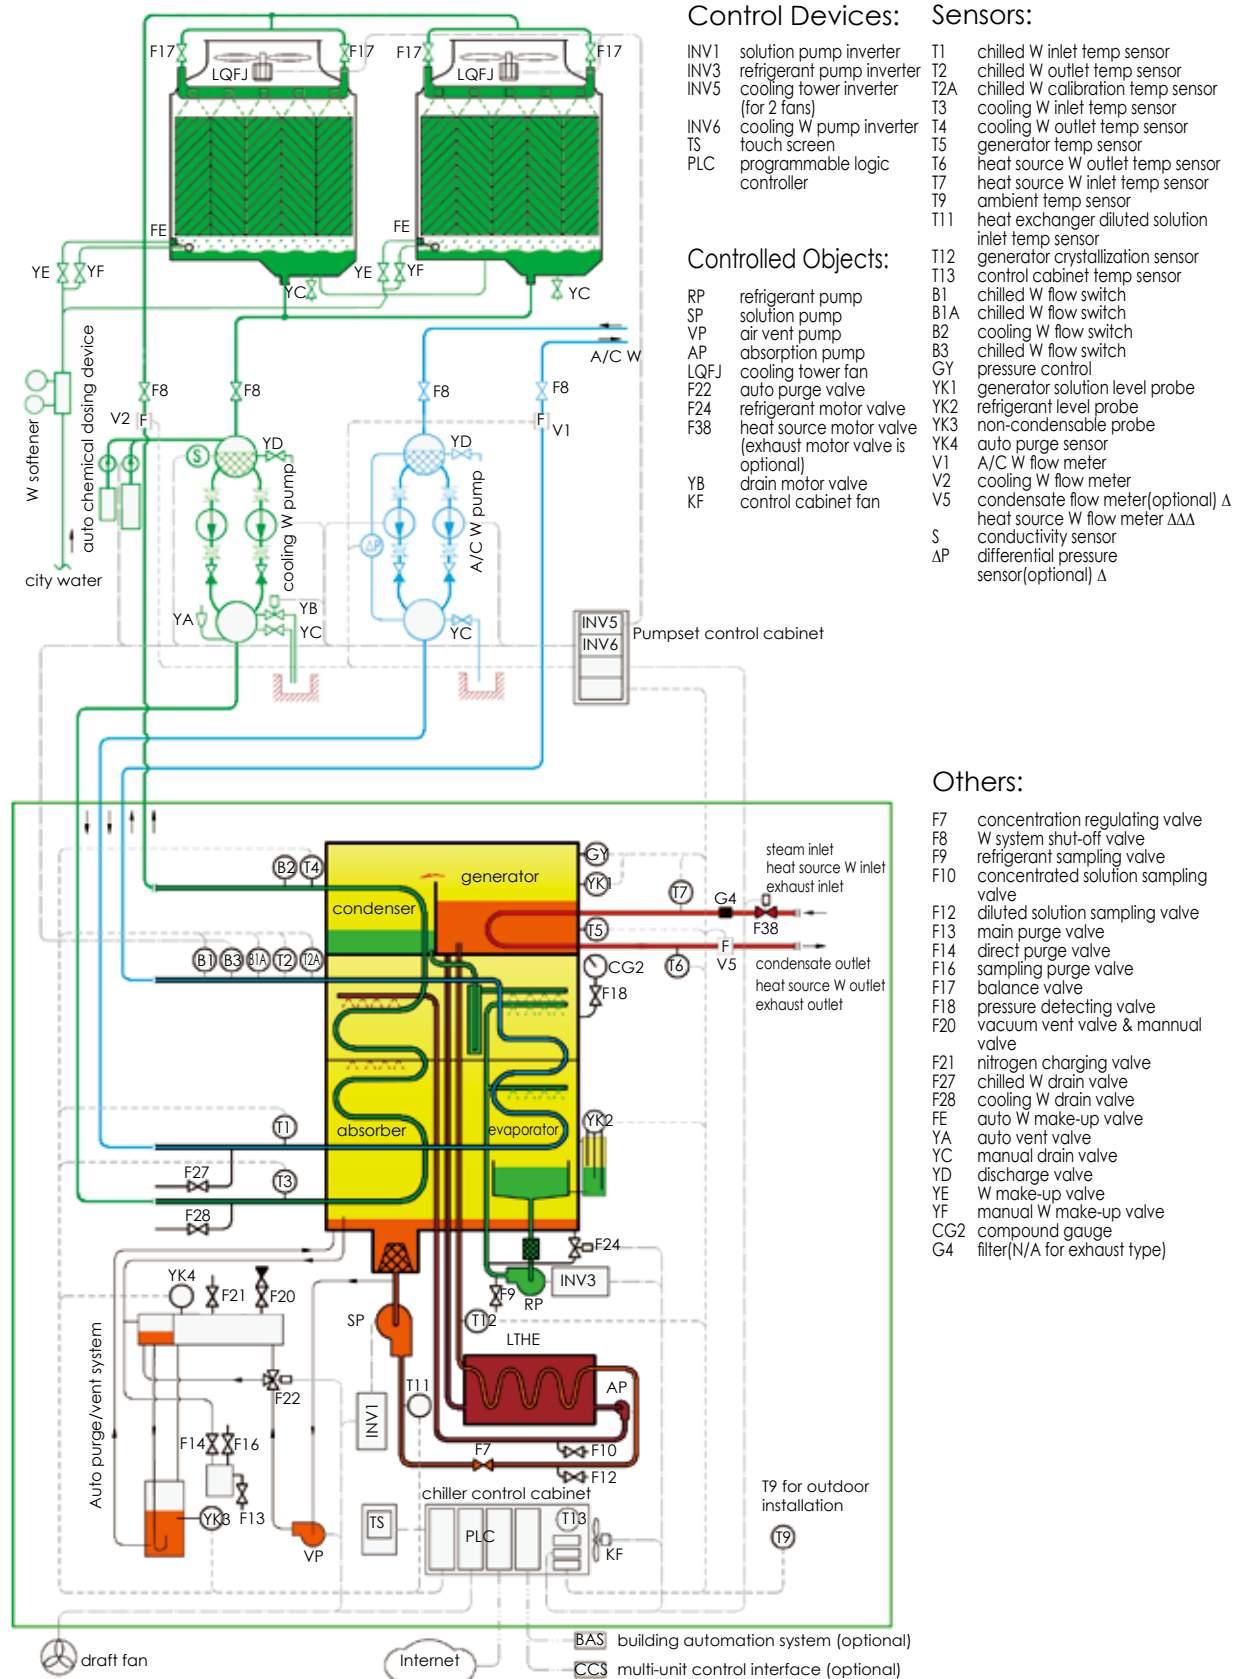 Control Devices:
INV1 solution pump inverter
INV3 refrigerant pump inverter
INV5 cooling tower inverter
(for 2 fans)
INV6 cooling W pump inverter
TS touch screen
PLC programmable logic
controller
Controlled Objects:
RP refrigerant pump
SP solution pump
VP air vent pump
AP absorption pump
LQFJ cooling tower fan
F22 auto purge valve
F24 refrigerant motor valve
F38 heat source motor valve
(exhaust motor valve is
optional)
YB drain motor valve
KF control cabinet fan
Sensors:
T1 chilled W inlet temp sensor
T2 chilled W outlet temp sensor
T2A chilled W calibration temp sensor
T3 cooling W inlet temp sensor
T4 cooling W outlet temp sensor
T5 generator temp sensor
T6 heat source W outlet temp sensor
T7 heat source W inlet temp sensor
T9 ambient temp sensor
T11 heat exchanger diluted solution
inlet temp sensor
T12 generator crystallization sensor
T13 control cabinet temp sensor
B1 chilled W flow switch
B1A chilled W flow switch
B2 cooling W flow switch
B3 chilled W flow switch
GY pressure control
YK1 generator solution level probe
YK2 refrigerant level probe
YK3 non-condensable probe
YK4 auto purge sensor
V1 A/C W flow meter
V2 cooling W flow meter
V5 condensate flow meter(optional) Δ
heat source W flow meter ΔΔΔ
S conductivity sensor
ΔP differential pressure
sensor(optional) Δ
Others:
F7 concentration regulating valve
F8 W system shut-off valve
F9 refrigerant sampling valve
F10 concentrated solution sampling
valve
F12 diluted solution sampling valve
F13 main purge valve
F14 direct purge valve
F16 sampling purge valve
F17 balance valve
F18 pressure detecting valve
F20 vacuum vent valve & mannual
valve
F21 nitrogen charging valve
F27 chilled W drain valve
F28 cooling W drain valve
FE auto W make-up valve
YA auto vent valve
YC manual drain valve
YD discharge valve
YE W make-up valve
YF manual W make-up valve
CG2 compound gauge
G4 filter(N/A for exhaust type)
F17 F17 F17 F17
LQFJ LQFJ
FE FE
YE YF YE YF
YC YC
A/C W
F8 F8 F8 F8
V2 F F V1
W softener
auto chemical dosing device
S YD YD
cooling W pump
A/C W pump
ΔP
city water
YA YB
YC YC
INV5
INV6
Pumpset control cabinet
B2 T4
generator
condenser
GY
YK1
steam inlet
heat source W inlet
exhaust inlet
T7 G4
F38
T5
F
V5
T6
condensate outlet
heat source W outlet
exhaust outlet
B1 B3 B1A T2 T2A
CG2
F18
T1
absorber
evaporator
YK2
F27
T3
F28
F24
YK4
F21 F20
F9
RP
INV3
SP
T12
LTHE
Auto purge/vent system
F22
INV1
T11
AP
F14 F16
F7
F10
F12
YK3
F13
VP
chiller control cabinet
TS
PLC
T13
KF
T9 for outdoor
installation
T9
draft fan
Internet
BAS building automation system (optional)
CCS multi-unit control interface (optional)